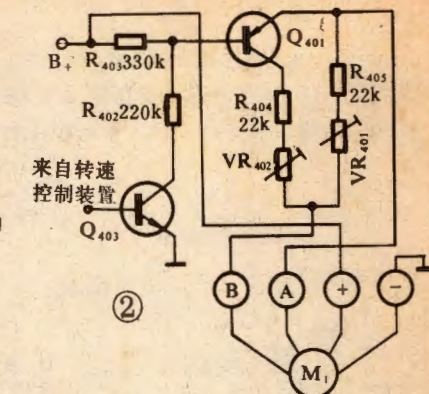 Q₄₀₁
B₊
R₄₀₃330k
R₄₀₂220k
R₄₀₄
22k
R₄₀₅
22k
VR₄₀₂
VR₄₀₁
来自转速
控制装置
Q₄₀₃
②
B
A
+
−
M₁